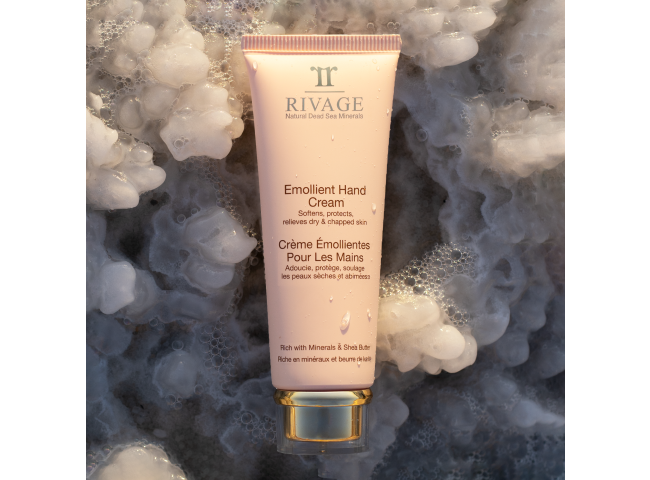 RIVAGE
Natural Dead Sea Minerals
Emollient Hand
Cream
Softens, protects,
relieves dry & chapped skin
Crème Émollientes
Pour Les Mains
Adoucie, protège, soulage
les peaux sèches et abimées
Rich with Minerals & Shea Butter
Riche en minéraux et beurre de karité